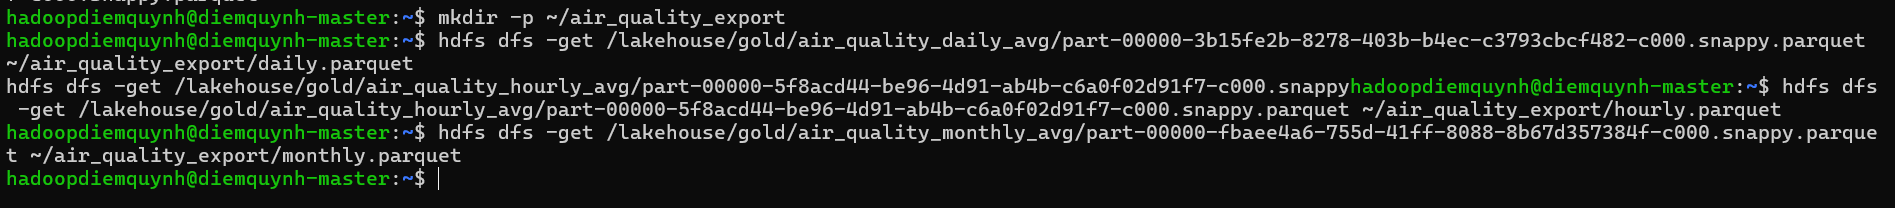 hadoopdiemquynh@diemquynh-master:~$ mkdir -p ~/air_quality_export
hadoopdiemquynh@diemquynh-master:~$ hdfs dfs -get /lakehouse/gold/air_quality_daily_avg/part-00000-3b15fe2b-8278-403b-b4ec-c3793cbcf482-c000.snappy.parquet
~/air_quality_export/daily.parquet
hdfs dfs -get /lakehouse/gold/air_quality_hourly_avg/part-00000-5f8acd44-be96-4d91-ab4b-c6a0f02d91f7-c000.snappyhadoopdiemquynh@diemquynh-master:~$ hdfs dfs
-get /lakehouse/gold/air_quality_hourly_avg/part-00000-5f8acd44-be96-4d91-ab4b-c6a0f02d91f7-c000.snappy.parquet ~/air_quality_export/hourly.parquet
hadoopdiemquynh@diemquynh-master:~$ hdfs dfs -get /lakehouse/gold/air_quality_monthly_avg/part-00000-fbaee4a6-755d-41ff-8088-8b67d357384f-c000.snappy.parque
t ~/air_quality_export/monthly.parquet
hadoopdiemquynh@diemquynh-master:~$